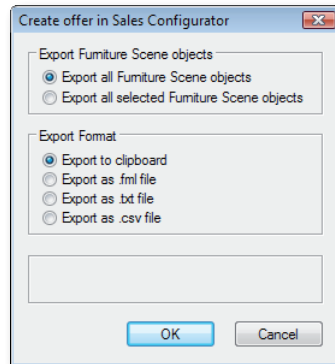 Create offer in Sales Configurator
Export Furniture Scene objects
Export all Furniture Scene objects
Export all selected Furniture Scene objects
Export Format
Export to clipboard
Export as .fml file
Export as .txt file
Export as .csv file
OK
Cancel